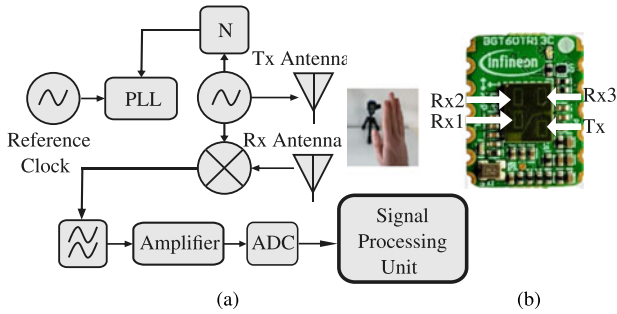 N
Tx Antenna
PLL
Reference
Clock
Rx Antenna
Amplifier
ADC
Signal
Processing
Unit
(a)
BGT60TR13C
infineon
Rx2
Rx3
Rx1
Tx
(b)